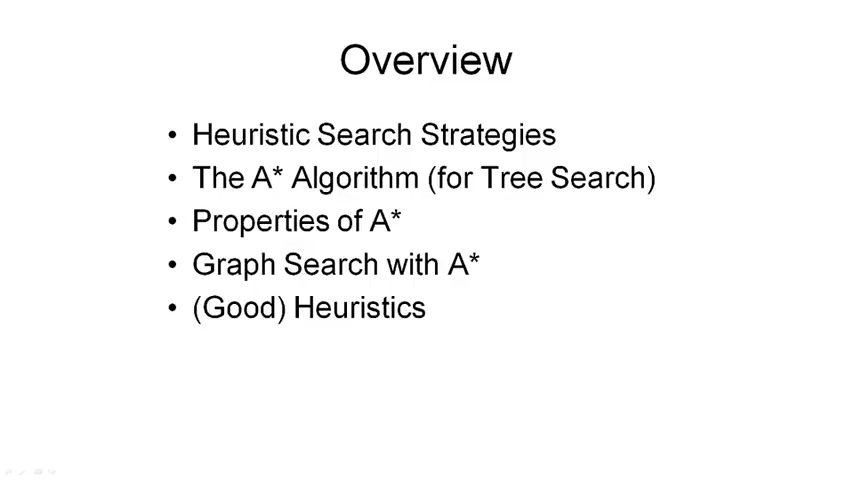 Overview
• Heuristic Search Strategies
• The A* Algorithm (for Tree Search)
• Properties of A*
• Graph Search with A*
• (Good) Heuristics